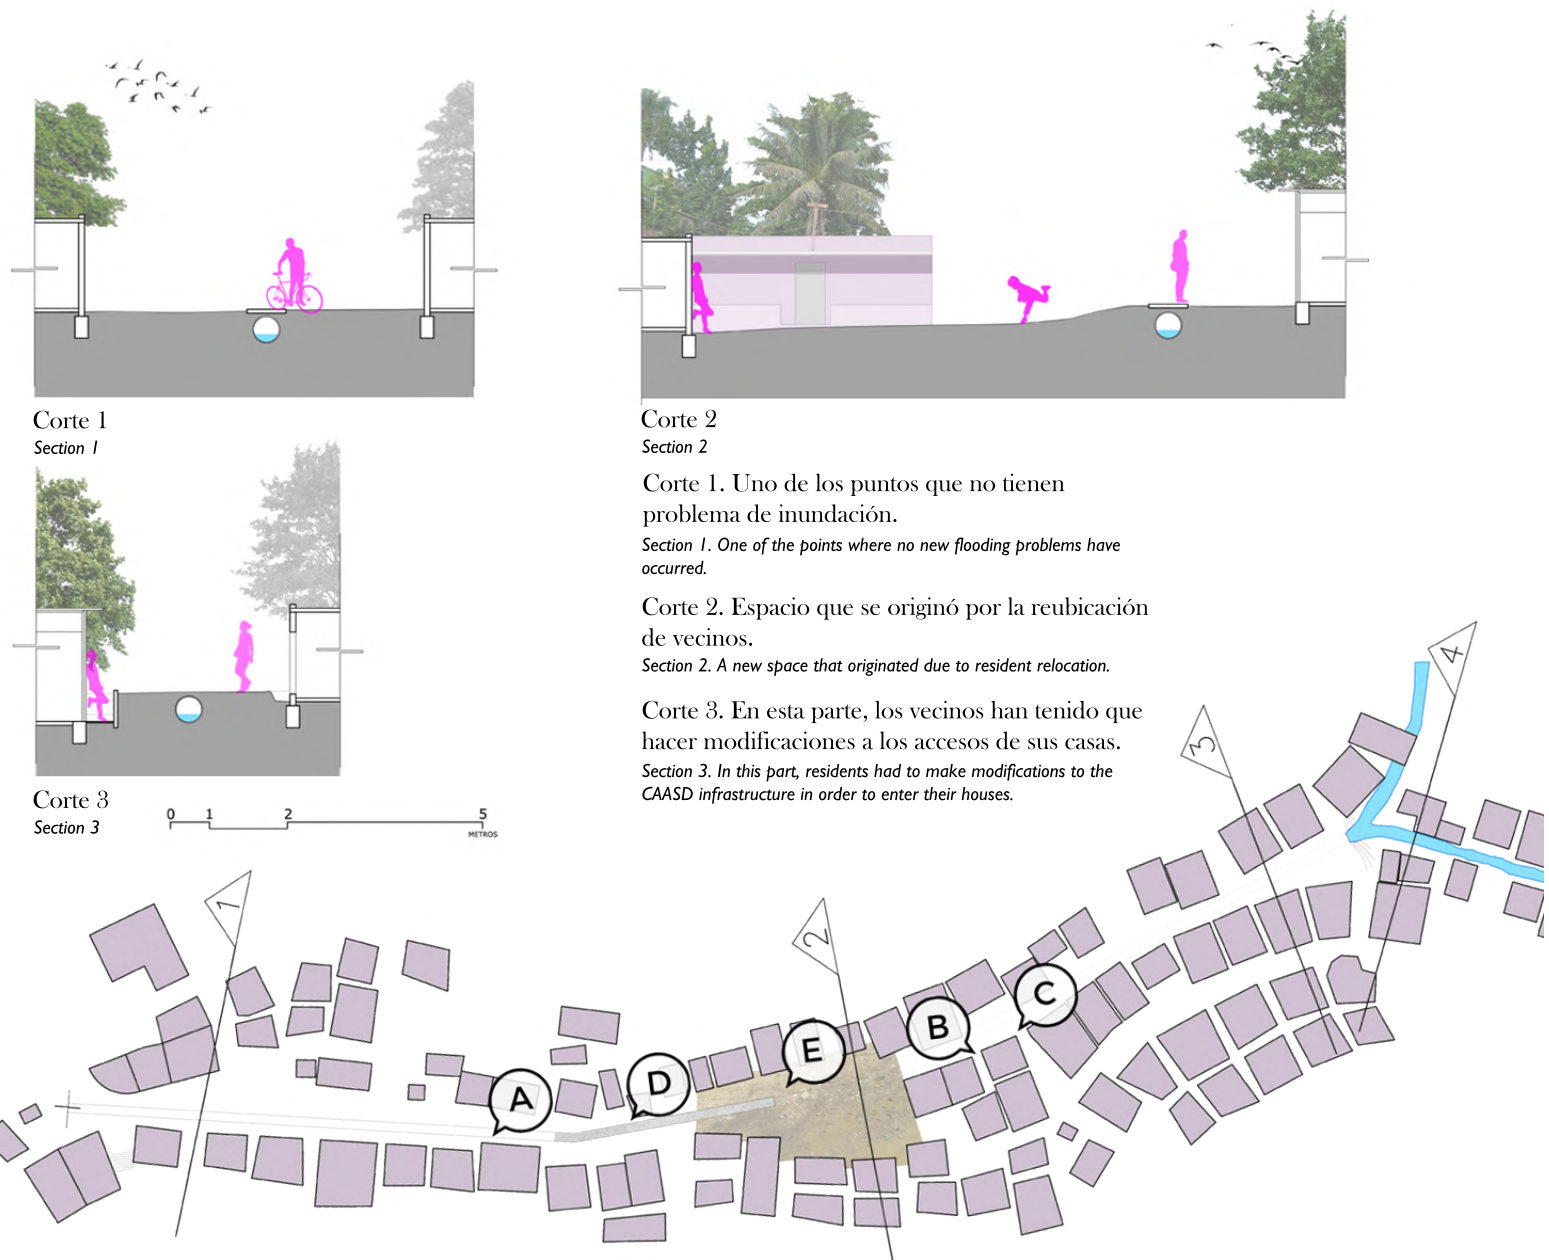 Corte 1
Section 1
Corte 2
Section 2
Corte 1. Uno de los puntos que no tienen
problema de inundación.
Section 1. One of the points where no new flooding problems have
occurred.
Corte 2. Espacio que se originó por la reubicación
de vecinos.
Section 2. A new space that originated due to resident relocation.
Corte 3. En esta parte, los vecinos han tenido que
hacer modificaciones a los accesos de sus casas.
Section 3. In this part, residents had to make modifications to the
CAASD infrastructure in order to enter their houses.
Corte 3
Section 3
0 1 2 5
METROS
1
2
3
4
A
D
E
B
C